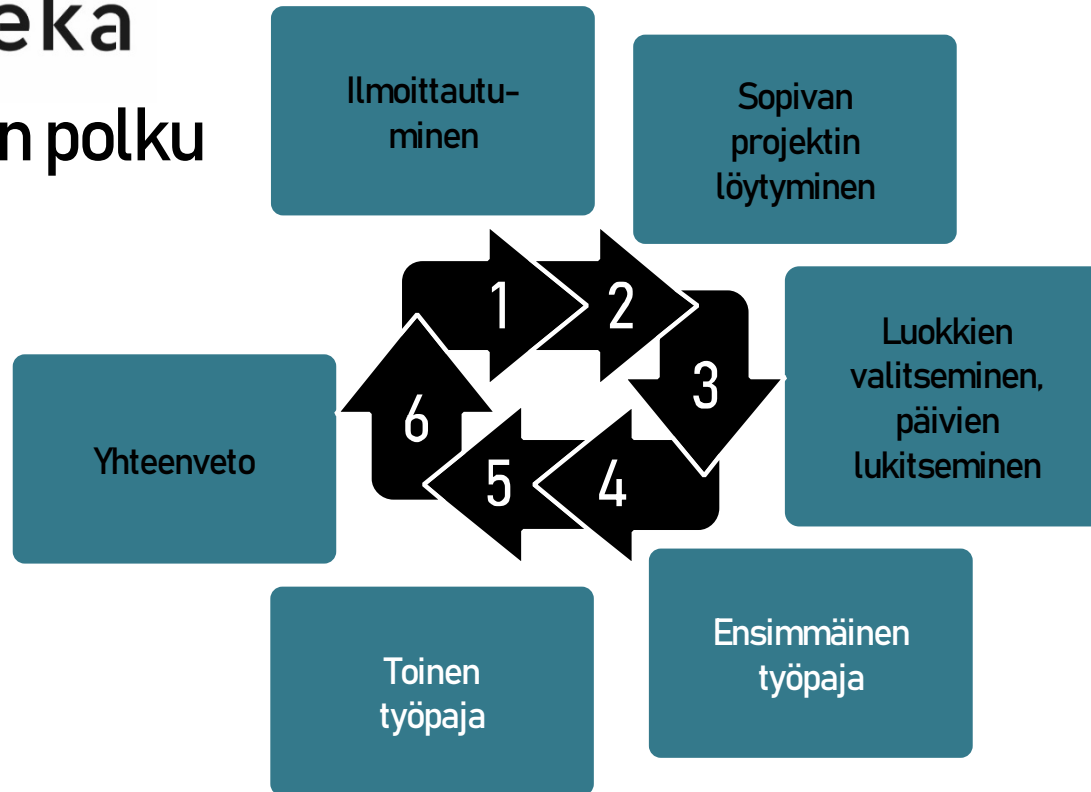 eka
n polku
Ilmoittautu-
minen
Sopivan
projektin
löytyminen
1
2
3
Luokkien
valitseminen,
päivien
lukitseminen
6
5
4
Yhteenveto
Ensimmäinen
työpaja
Toinen
työpaja